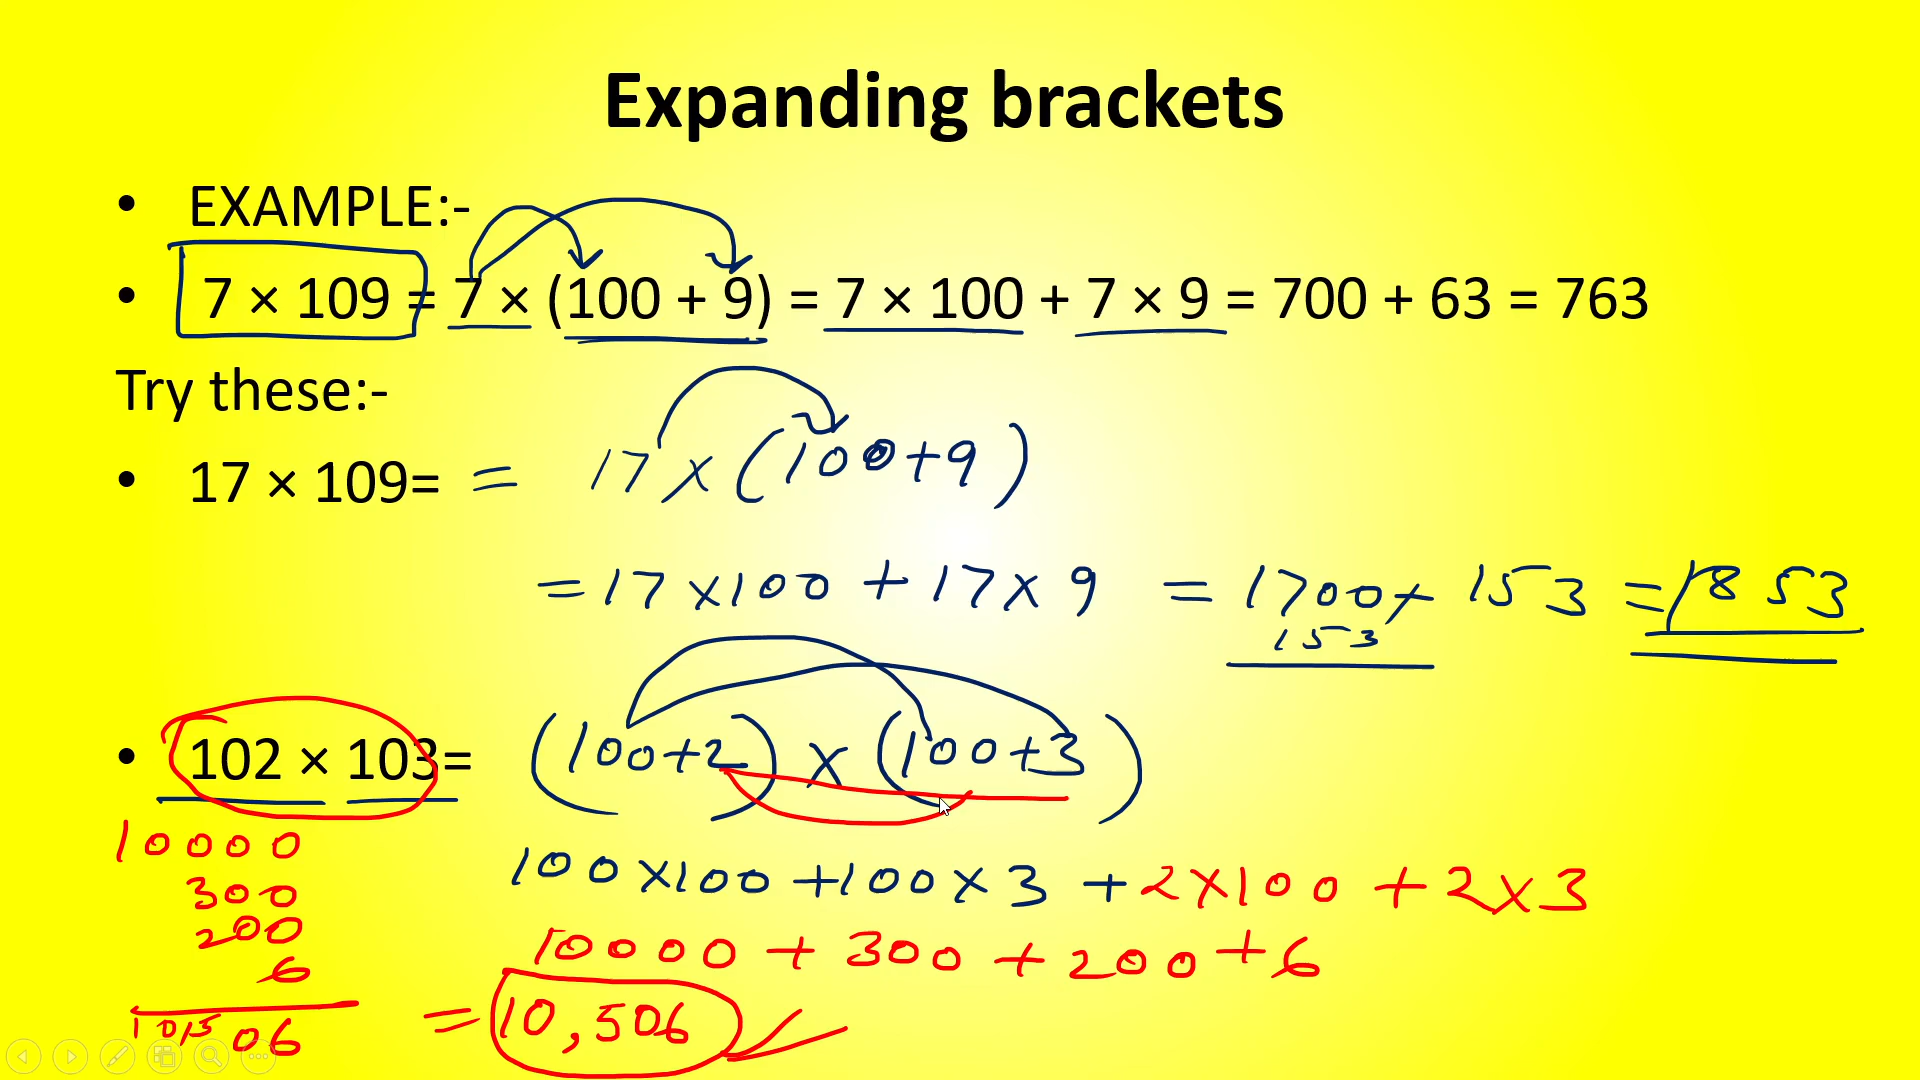 Expanding brackets
• EXAMPLE:-
• 7 × 109 = 7 × (100 + 9) = 7 × 100 + 7 × 9 = 700 + 63 = 763
Try these:-
• 17 × 109= = 17 × (100+9)
= 17 × 100 + 17 × 9 = 1700 + 153 = 1853
153
• 102 × 103= (100+2) × (100+3)
100×100 + 100×3 + 2×100 + 2×3
10000 + 300 + 200 + 6
= 10,506
10000
300
200
6
10506